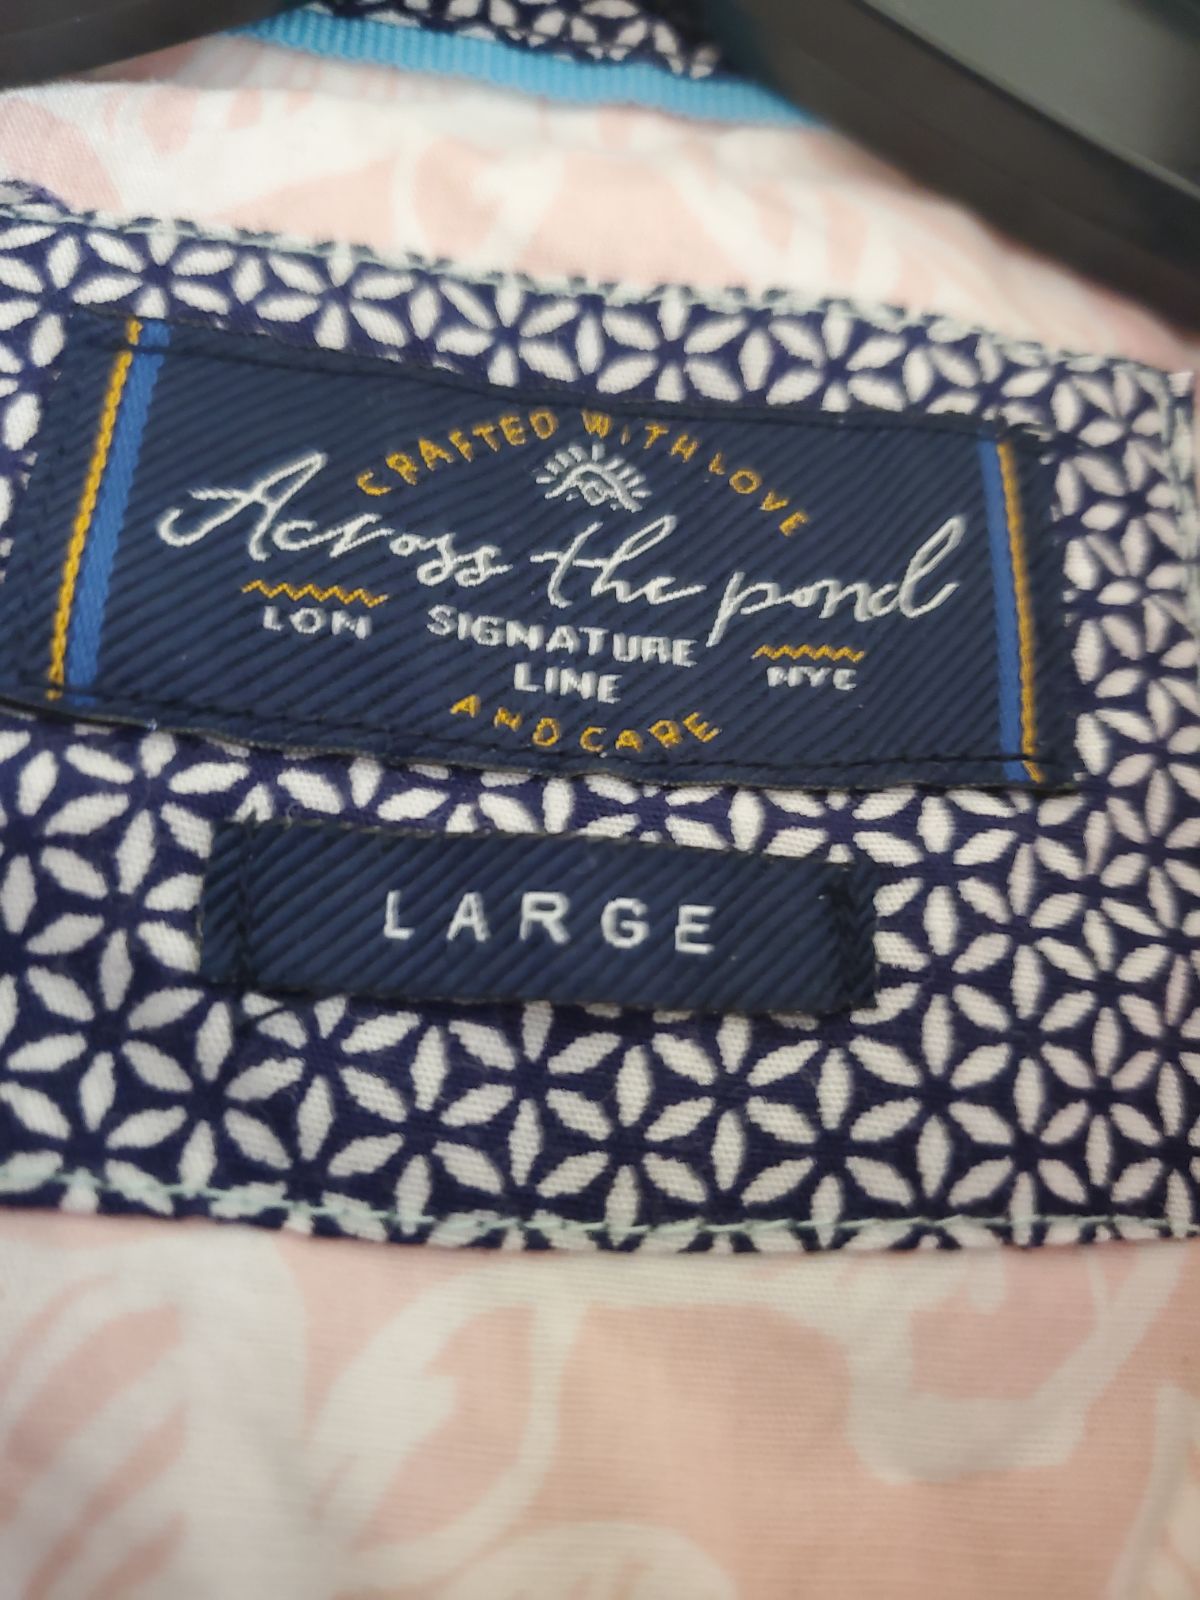 CRAFTED WITH LOVE
Across the pond
LON SIGNATURE NYC
LINE
AND CARE
LARGE